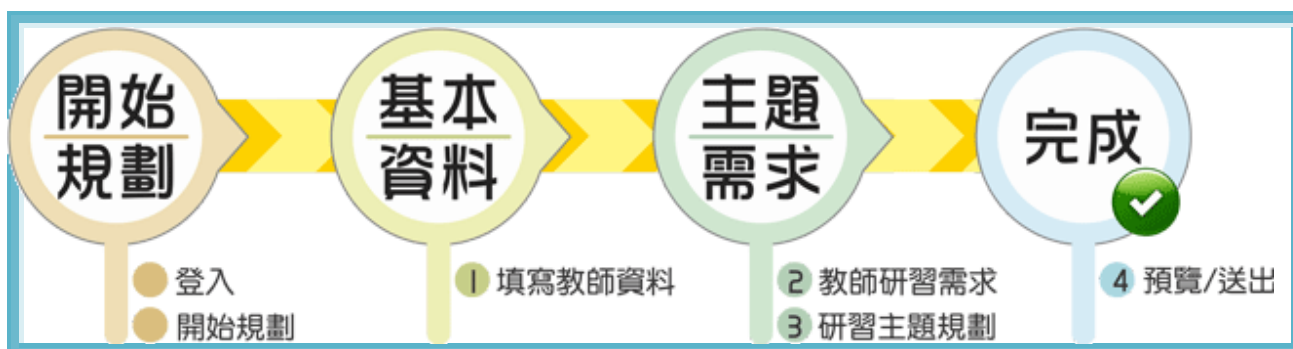 開始
規劃
基本
資料
主題
需求
完成
登入
開始規劃
1 填寫教師資料
2 教師研習需求
3 研習主題規劃
4 預覽/送出